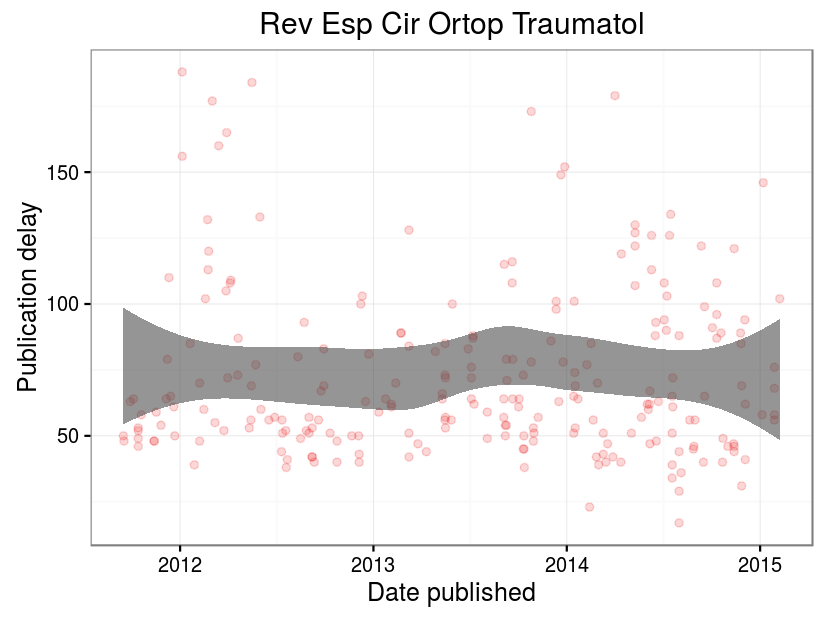 Rev Esp Cir Ortop Traumatol
Publication delay
150
100
50
2012 2013 2014 2015
Date published